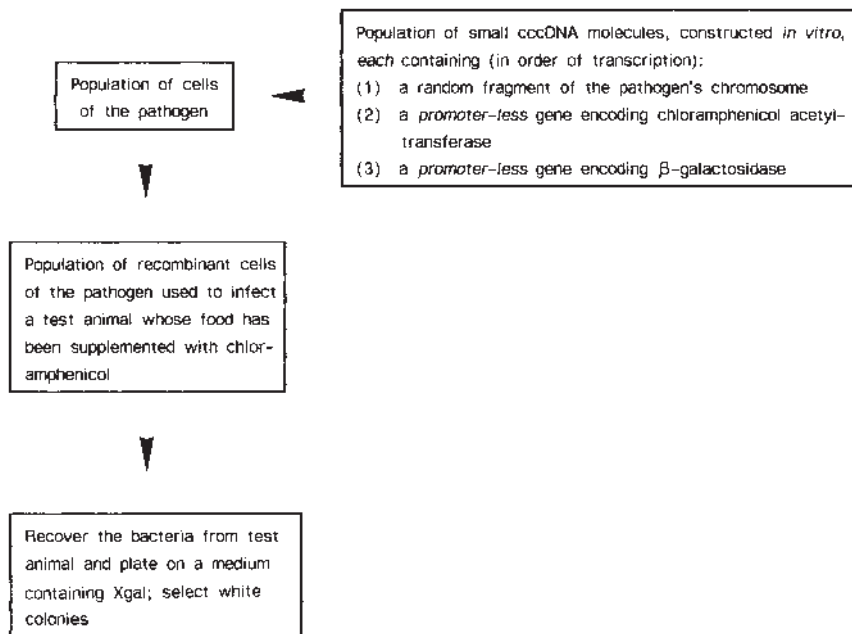 Population of cells
of the pathogen
Population of small cccDNA molecules, constructed in vitro,
each containing (in order of transcription):
(1) a random fragment of the pathogen's chromosome
(2) a promoter-less gene encoding chloramphenicol acetyl-
transferase
(3) a promoter-less gene encoding β-galactosidase
Population of recombinant cells
of the pathogen used to infect
a test animal whose food has
been supplemented with chlor-
amphenicol
Recover the bacteria from test
animal and plate on a medium
containing Xgal; select white
colonies